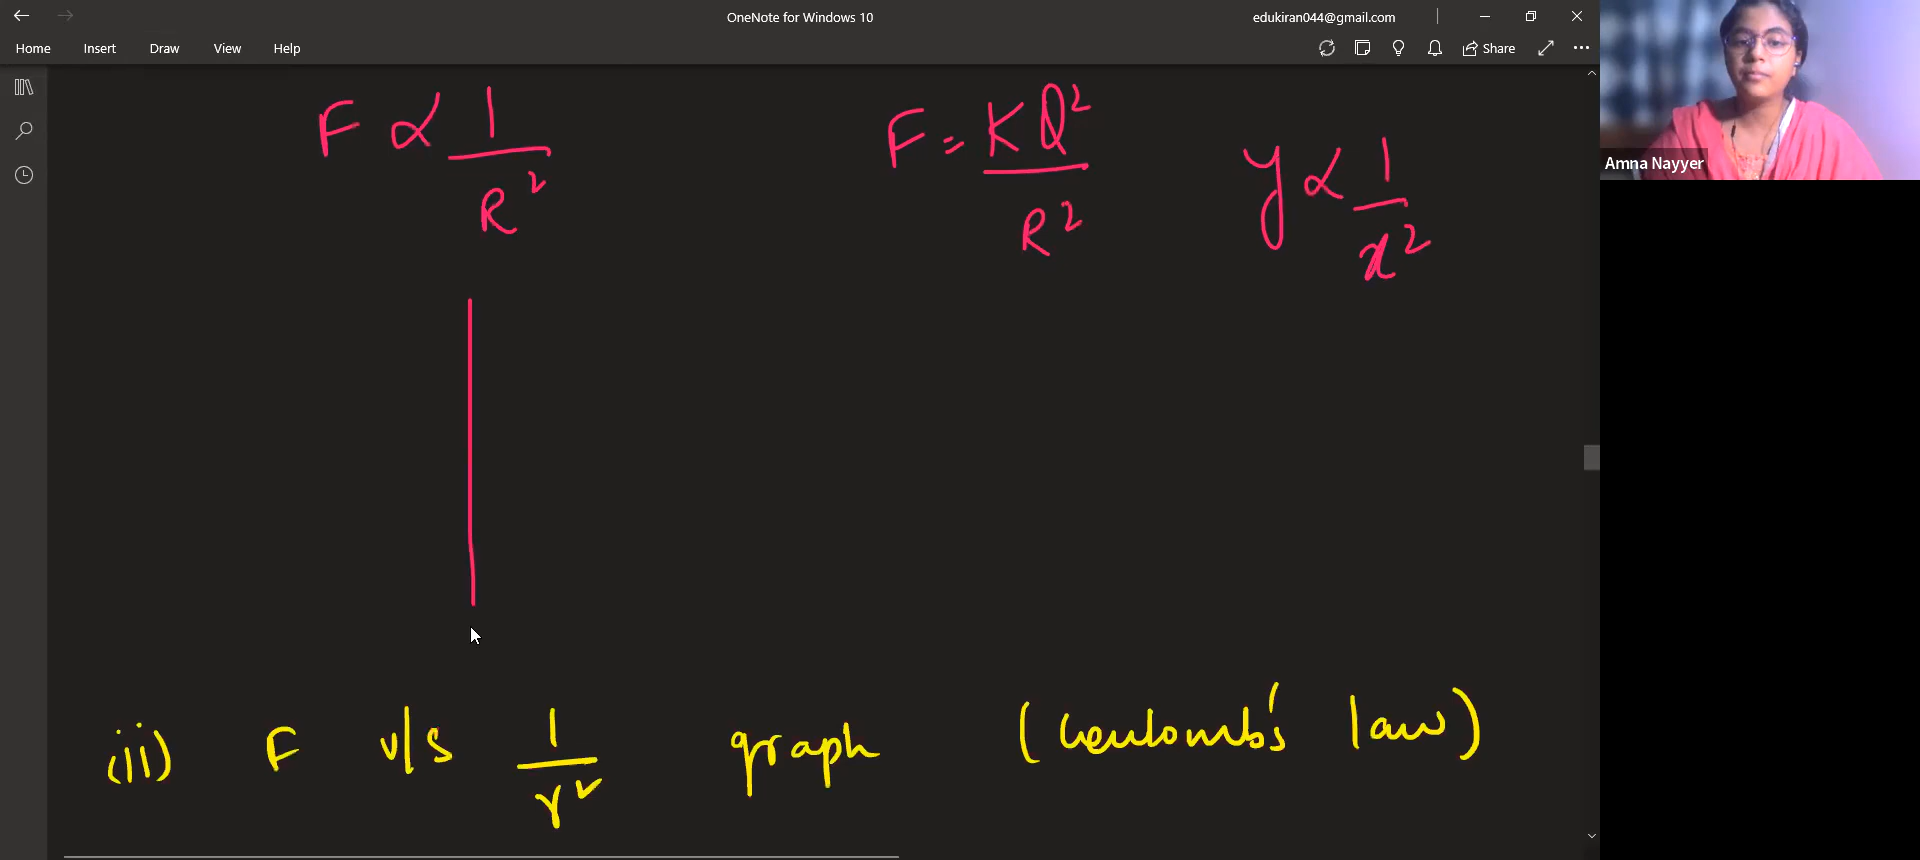 OneNote for Windows 10
edukiran044@gmail.com
Home Insert Draw View Help
Share
F ∝ 1/R²
F = KQ²/R²
y ∝ 1/x²
Amna Nayyer
(ii) F v/s 1/r² graph (Coulomb's law)